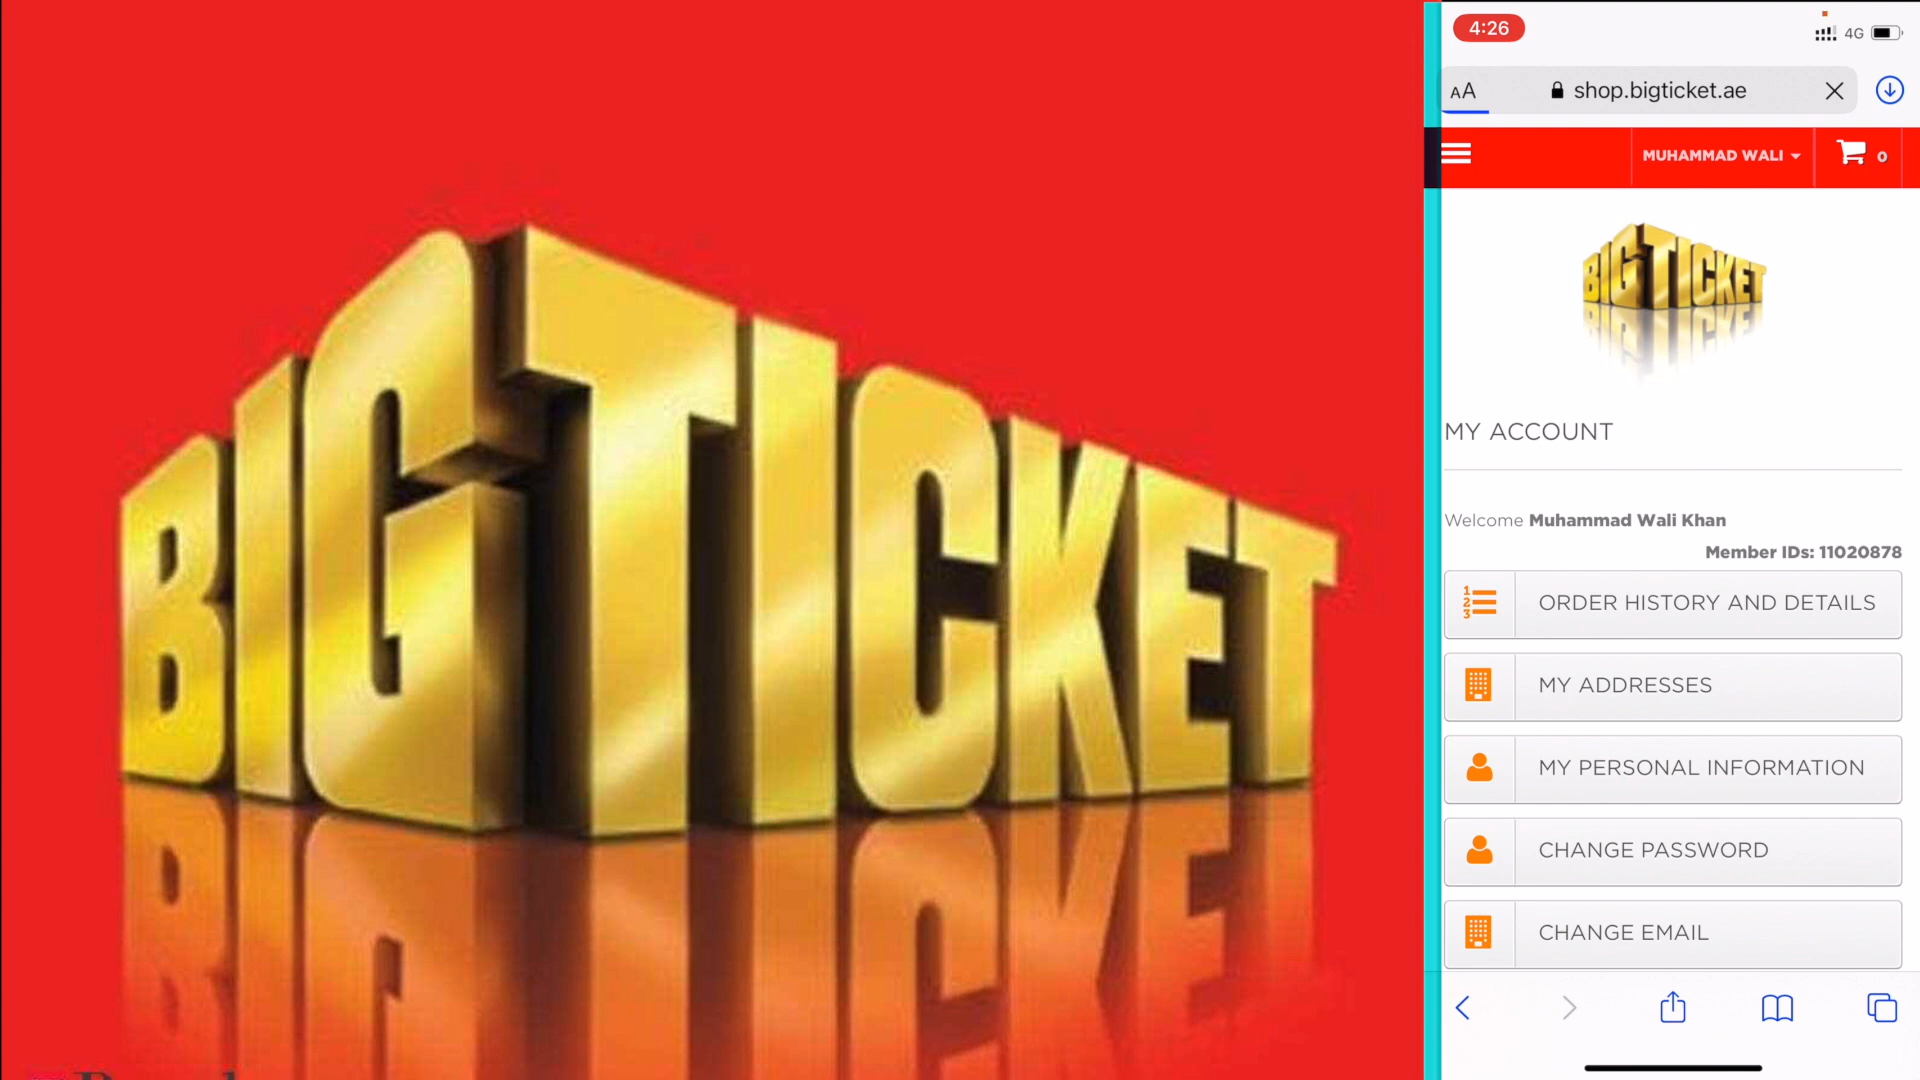 BIG TICKET
4:26
4G
AA
shop.bigticket.ae
MUHAMMAD WALI
0
BIG TICKET
MY ACCOUNT
Welcome Muhammad Wali Khan
Member IDs: 11020878
ORDER HISTORY AND DETAILS
MY ADDRESSES
MY PERSONAL INFORMATION
CHANGE PASSWORD
CHANGE EMAIL